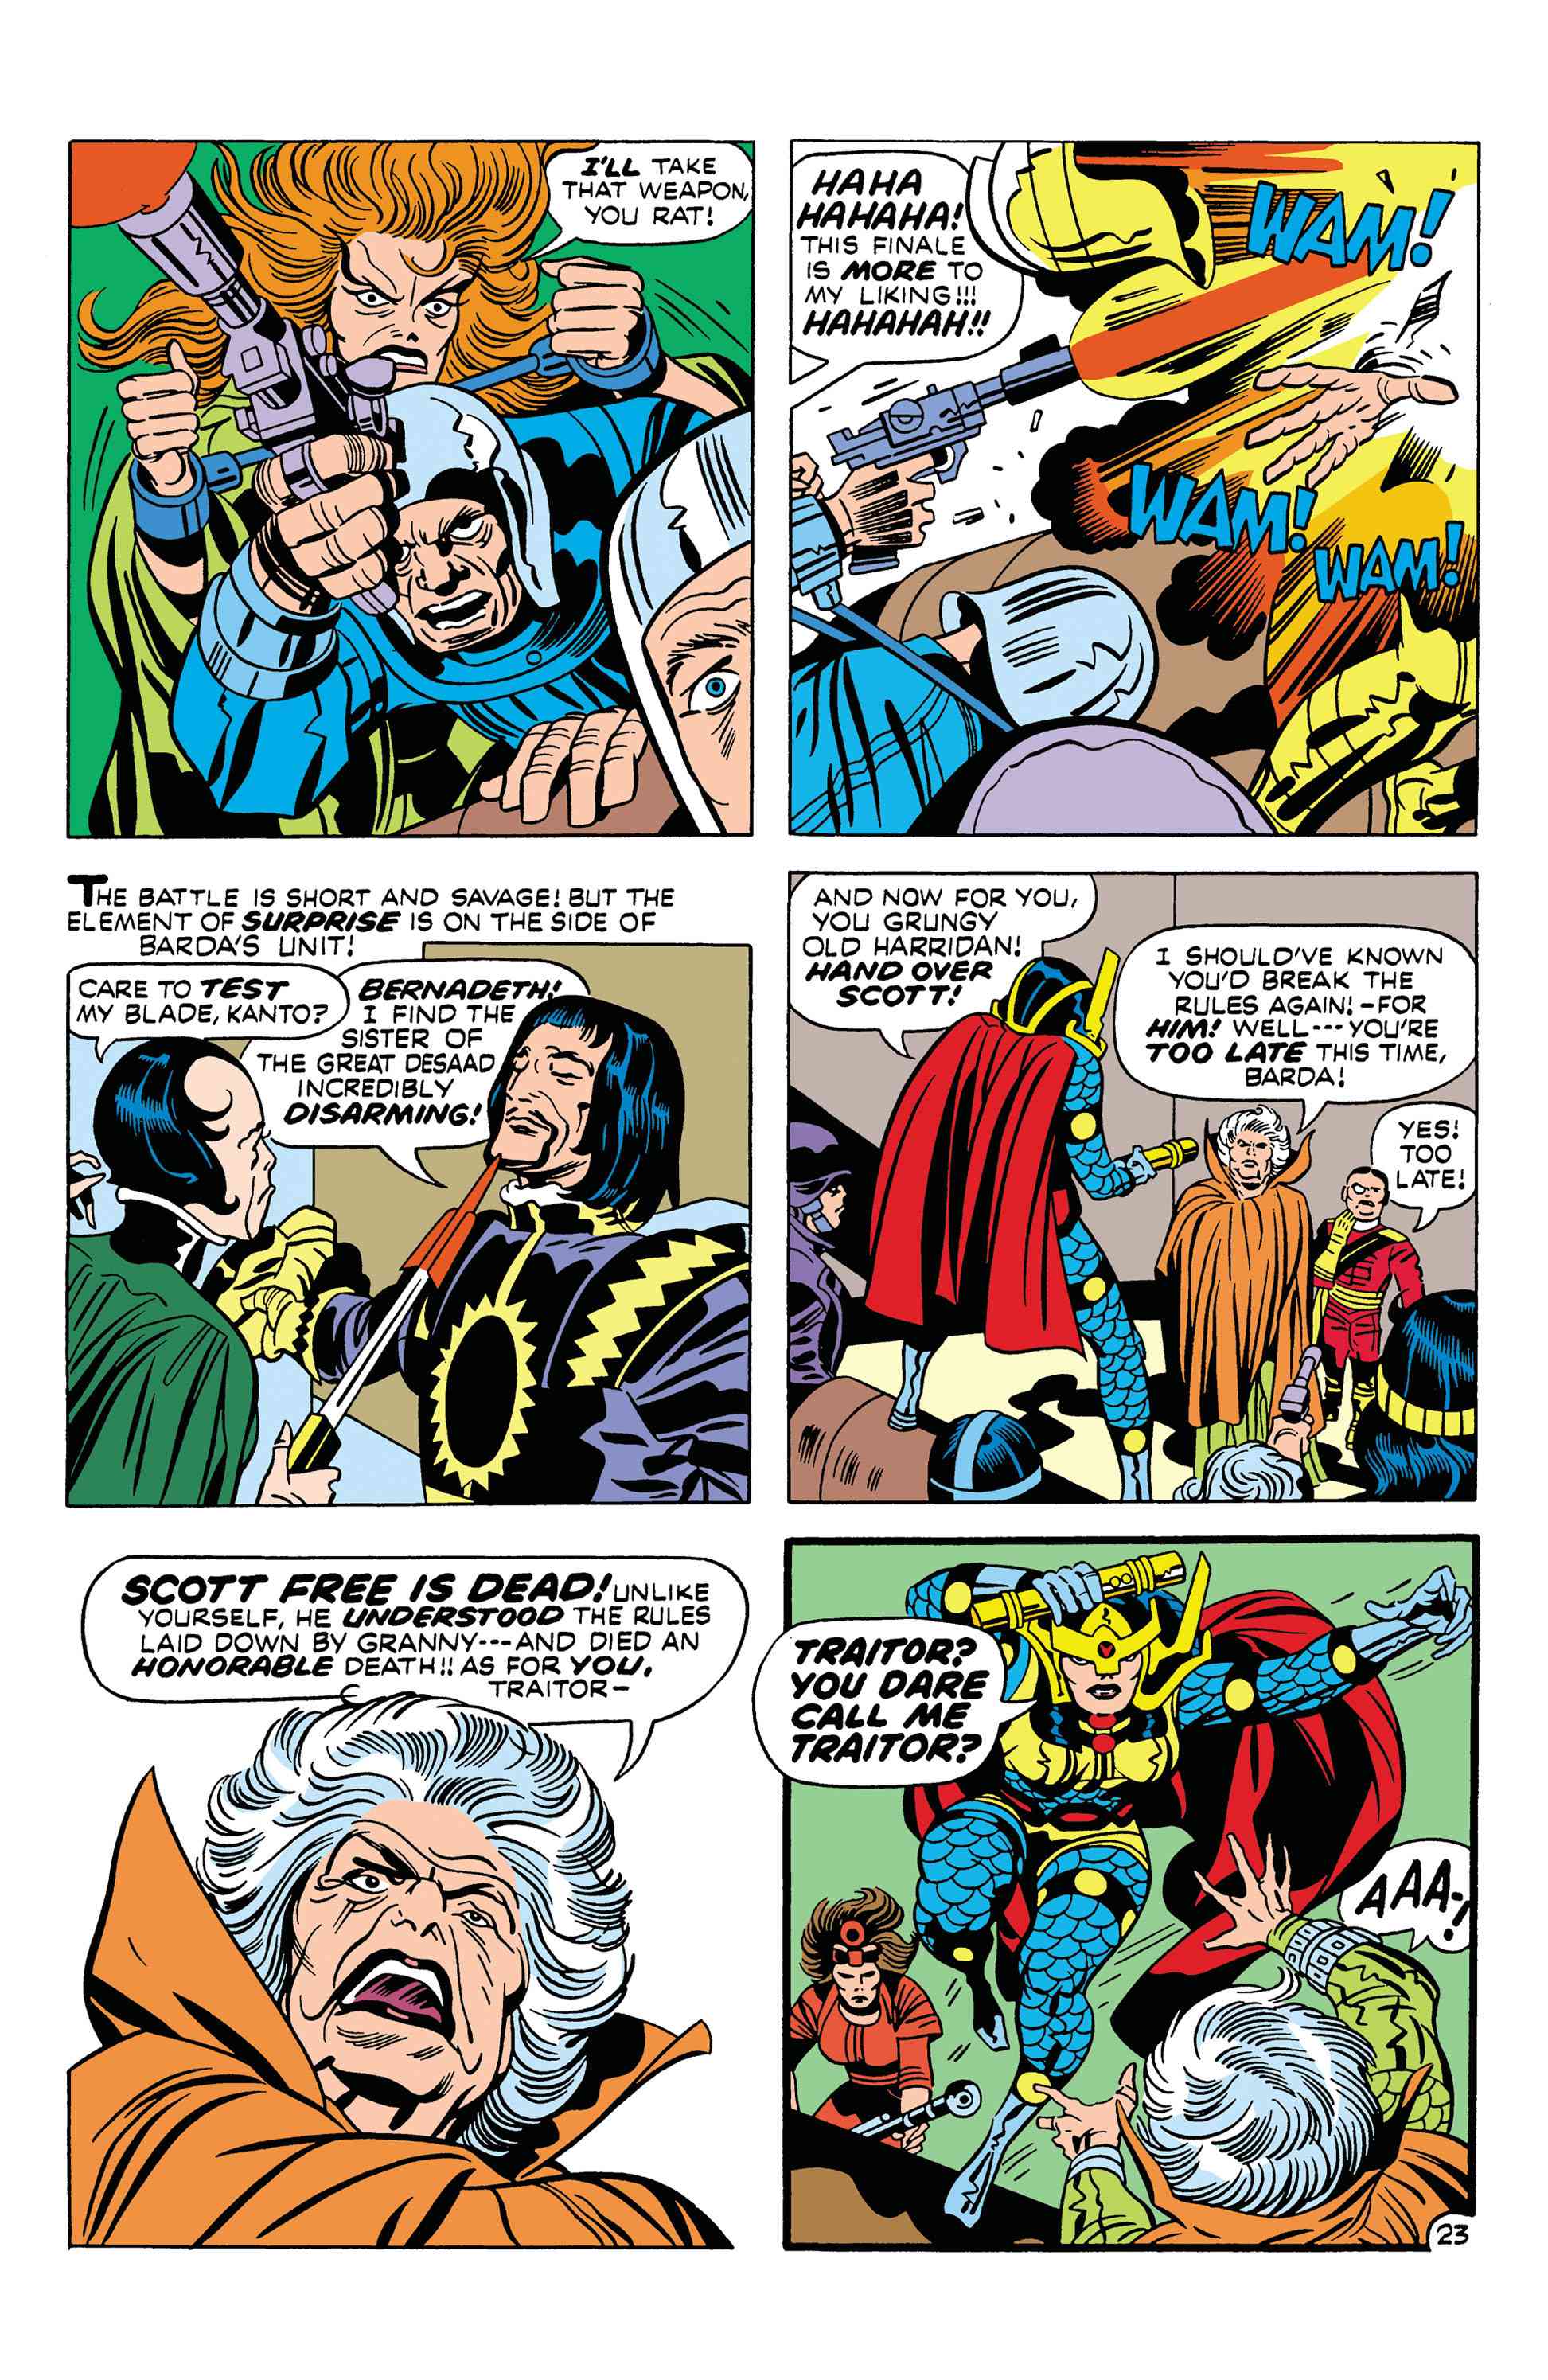 I'LL TAKE
THAT WEAPON,
YOU RAT!
HAHA
HAHAHA!
THIS FINALE
IS MORE TO
MY LIKING!!!
HAHAHAH!!
WAM!
WAM!
WAM!
THE BATTLE IS SHORT AND SAVAGE! BUT THE
ELEMENT OF SURPRISE IS ON THE SIDE OF
BARDA'S UNIT!
CARE TO TEST
MY BLADE, KANTO?
BERNADETH!
I FIND THE
SISTER OF
THE GREAT DESAAD
INCREDIBLY
DISARMING!
AND NOW FOR YOU,
YOU GRUNGY
OLD HARRIDAN!
HAND OVER
SCOTT!
I SHOULD'VE KNOWN
YOU'D BREAK THE
RULES AGAIN! - FOR
HIM! WELL --- YOU'RE
TOO LATE THIS TIME,
BARDA!
YES!
TOO
LATE!
SCOTT FREE IS DEAD! UNLIKE
YOURSELF, HE UNDERSTOOD THE RULES
LAID DOWN BY GRANNY --- AND DIED AN
HONORABLE DEATH!! AS FOR YOU,
TRAITOR -
TRAITOR?
YOU DARE
CALL ME
TRAITOR?
AAA-!
23